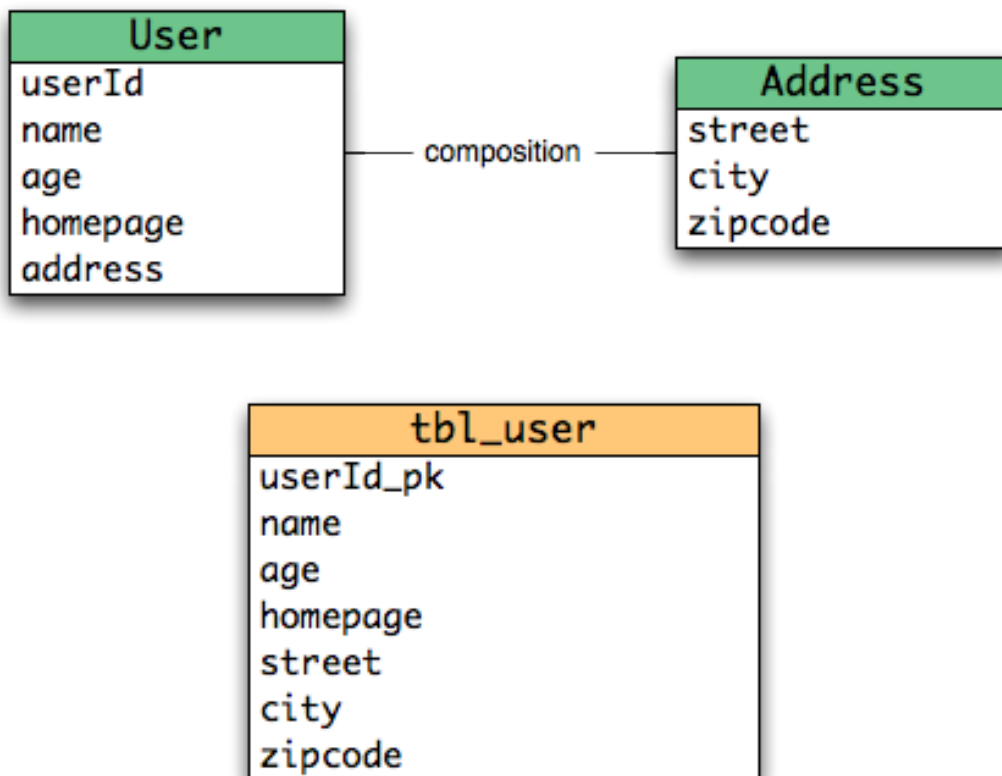 User
userId
name
age
homepage
address
composition
Address
street
city
zipcode
tbl_user
userId_pk
name
age
homepage
street
city
zipcode